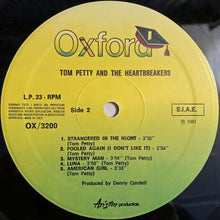 Oxford
TOM PETTY AND THE HEARTBREAKERS
L.P. 33 - RPM
Side 2
S.I.A.E.
OX/3200
℗ 1981
1. STRANGERED IN THE NIGHT - 3'32"
(Tom Petty)
2. FOOLED AGAIN (I DON'T LIKE IT) - 3'54"
(Tom Petty)
3. MYSTERY MAN - 3'04" (Tom Petty)
4. LUNA - 3'59" (Tom Petty)
5. AMERICAN GIRL - 3'33"
(Tom Petty)
Produced by Denny Cordell
production